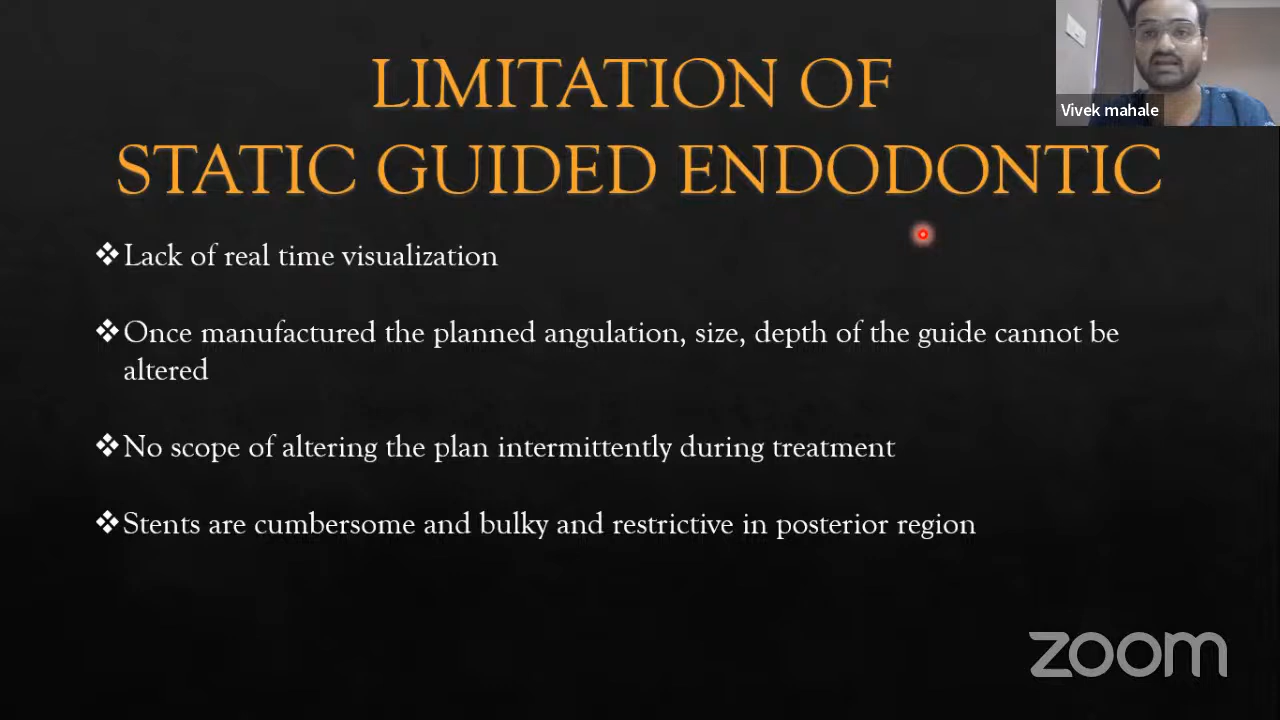 LIMITATION OF
STATIC GUIDED ENDODONTIC
Vivek mahale
❖Lack of real time visualization
❖Once manufactured the planned angulation, size, depth of the guide cannot be
altered
❖No scope of altering the plan intermittently during treatment
❖Stents are cumbersome and bulky and restrictive in posterior region
zoom